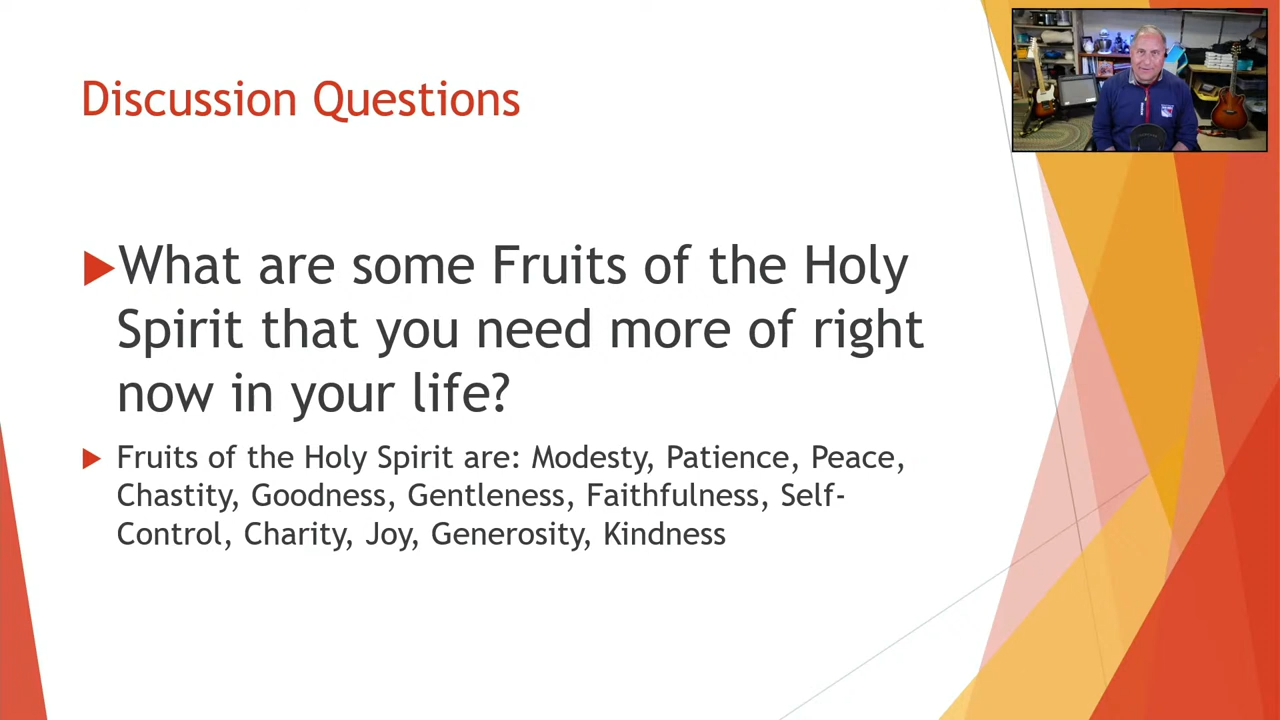 Discussion Questions
What are some Fruits of the Holy
Spirit that you need more of right
now in your life?
Fruits of the Holy Spirit are: Modesty, Patience, Peace,
Chastity, Goodness, Gentleness, Faithfulness, Self-
Control, Charity, Joy, Generosity, Kindness